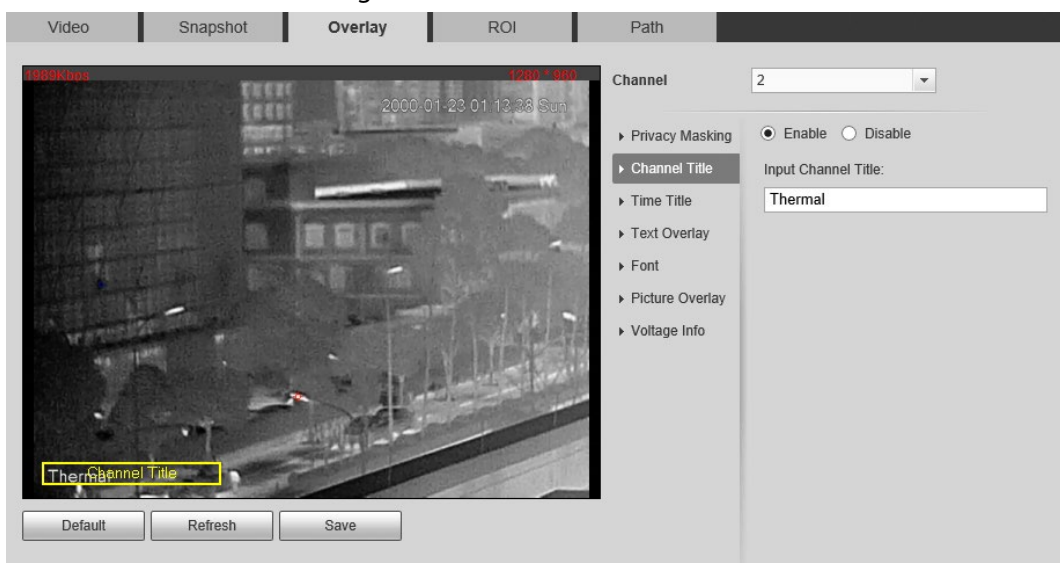 Video Snapshot Overlay ROI Path
1989Kbps 1280 * 960
2000-01-23 01:13:38 Sun
Thermal Channel Title
Default Refresh Save
Channel 2
Privacy Masking
Channel Title
Time Title
Text Overlay
Font
Picture Overlay
Voltage Info
Enable Disable
Input Channel Title:
Thermal